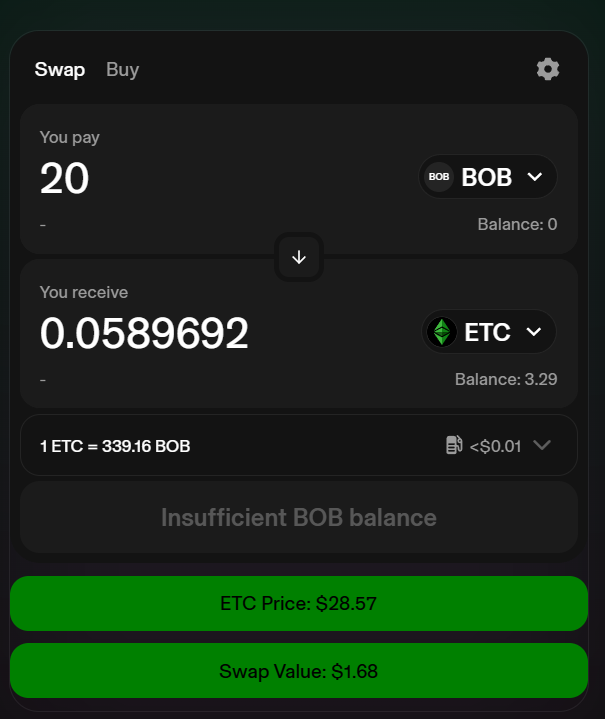 Swap Buy
You pay
20
BOB BOB
- Balance: 0
You receive
0.0589692
ETC
- Balance: 3.29
1 ETC = 339.16 BOB <$0.01
Insufficient BOB balance
ETC Price: $28.57
Swap Value: $1.68